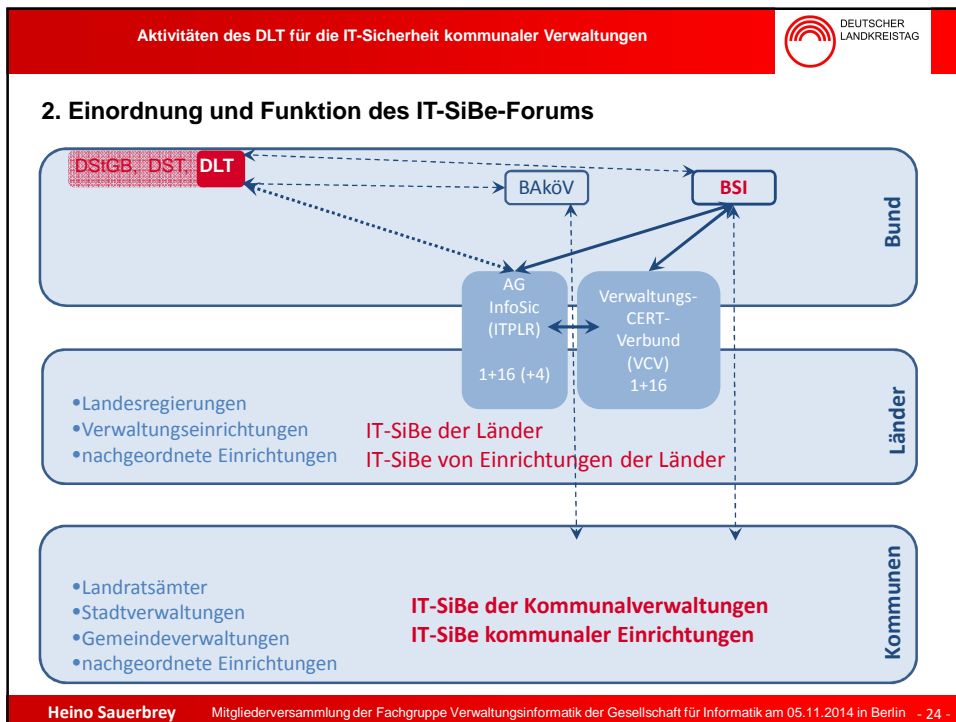 Aktivitäten des DLT für die IT-Sicherheit kommunaler Verwaltungen
DEUTSCHER
LANDKREISTAG
2. Einordnung und Funktion des IT-SiBe-Forums
DStGB, DST, DLT
BAköV
BSI
Bund
AG
InfoSic
(ITPLR)
1+16 (+4)
Verwaltungs-
CERT-
Verbund
(VCV)
1+16
•Landesregierungen
•Verwaltungseinrichtungen
•nachgeordnete Einrichtungen
IT-SiBe der Länder
IT-SiBe von Einrichtungen der Länder
Länder
•Landratsämter
•Stadtverwaltungen
•Gemeindeverwaltungen
•nachgeordnete Einrichtungen
IT-SiBe der Kommunalverwaltungen
IT-SiBe kommunaler Einrichtungen
Kommunen
Heino Sauerbrey Mitgliederversammlung der Fachgruppe Verwaltungsinformatik der Gesellschaft für Informatik am 05.11.2014 in Berlin - 24 -